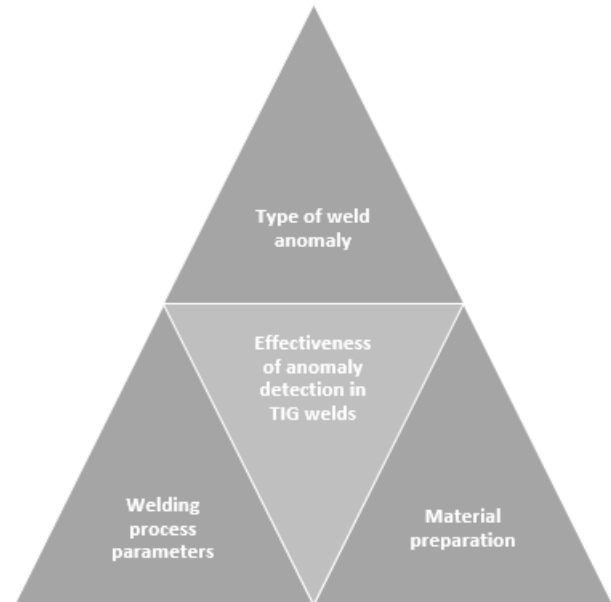 Type of weld
anomaly
Effectiveness
of anomaly
detection in
TIG welds
Welding
process
parameters
Material
preparation